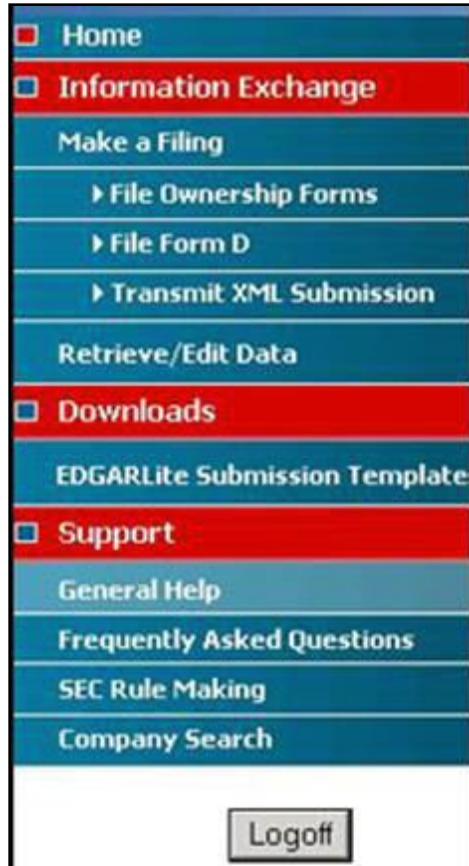 Home
Information Exchange
Make a Filing
File Ownership Forms
File Form D
Transmit XML Submission
Retrieve/Edit Data
Downloads
EDGARLite Submission Template
Support
General Help
Frequently Asked Questions
SEC Rule Making
Company Search
Logoff